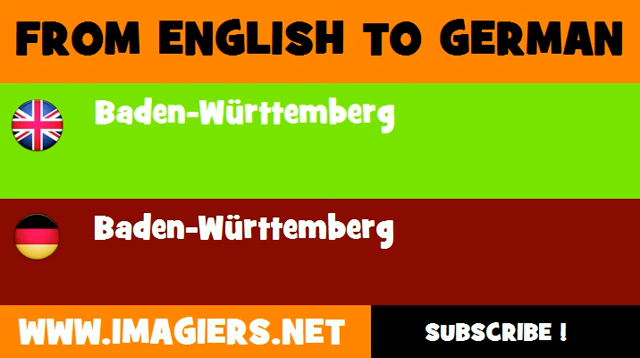 FROM ENGLISH TO GERMAN
Baden-Württemberg
Baden-Württemberg
WWW.IMAGIERS.NET
SUBSCRIBE !